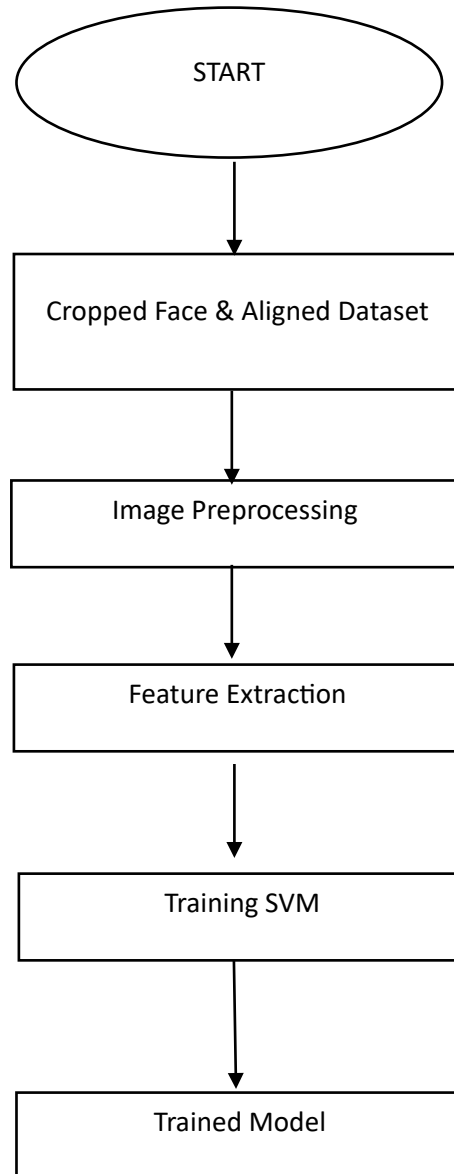 START
Cropped Face & Aligned Dataset
Image Preprocessing
Feature Extraction
Training SVM
Trained Model